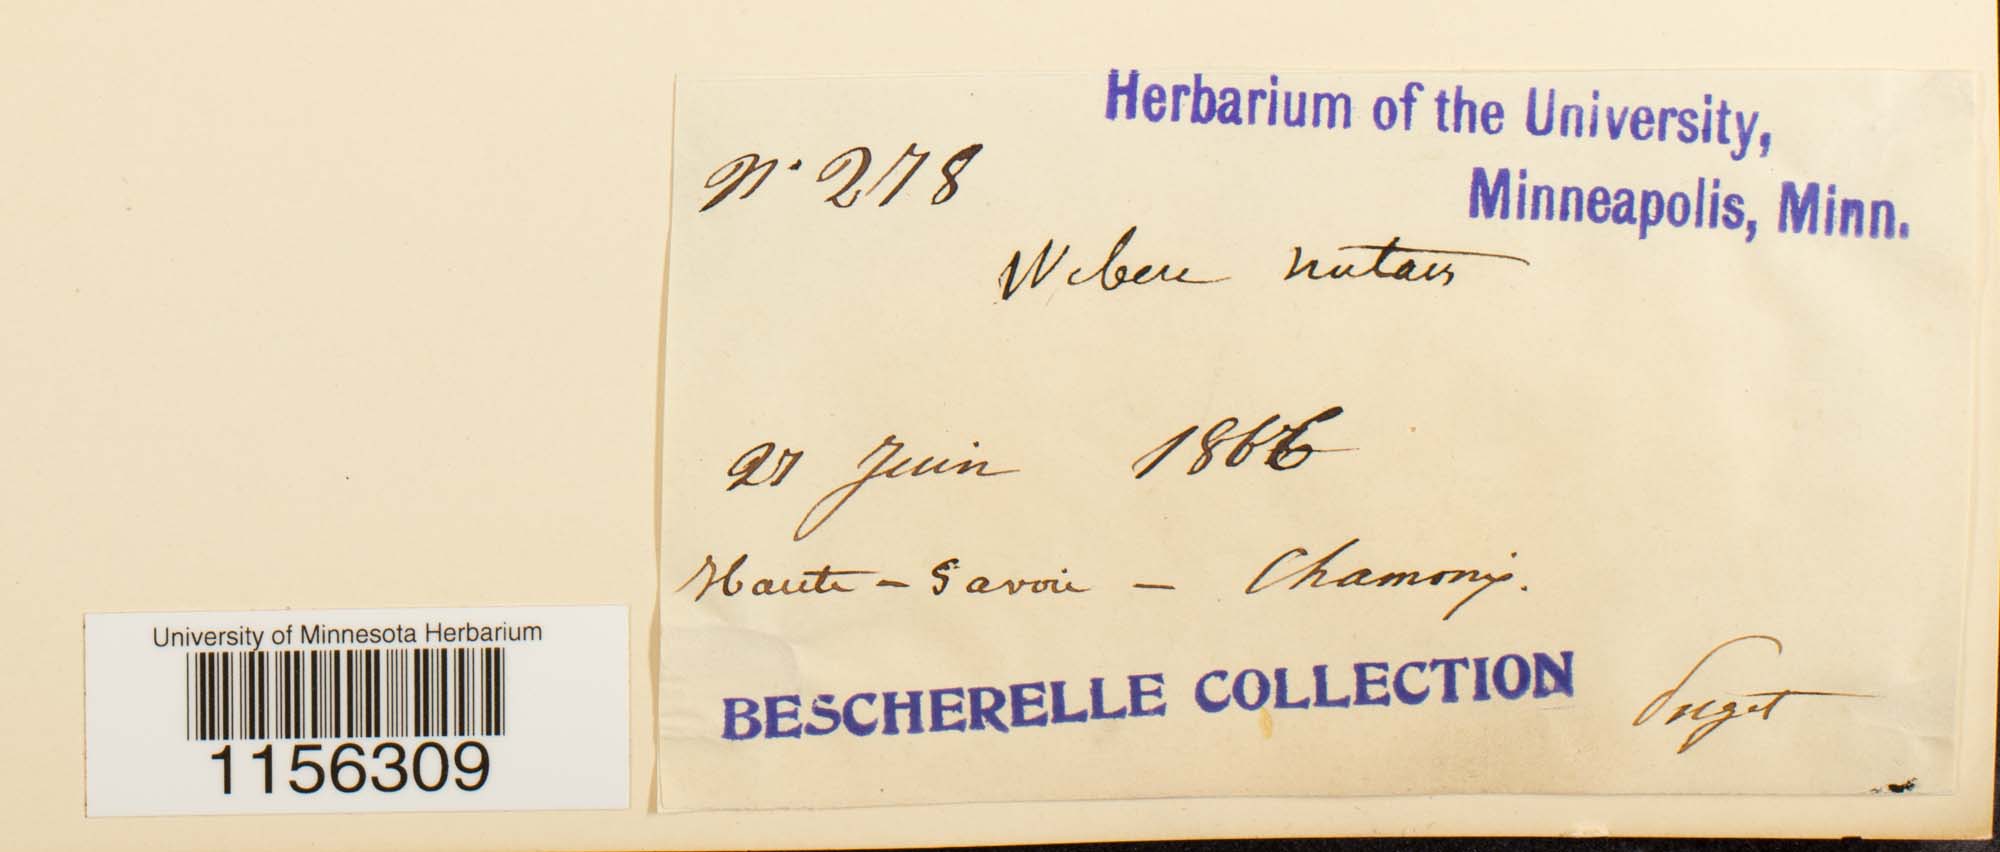 Herbarium of the University,
Minneapolis, Minn.
N° 278
Webera nutans
27 Juin 1866
Haute-Savoie - Chamonix.
BESCHERELLE COLLECTION
Puget
University of Minnesota Herbarium
1156309